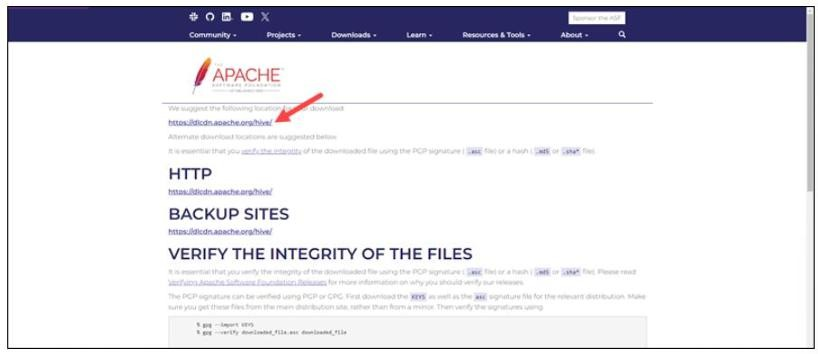 Sponsor the ASF
Community Projects Downloads Learn Resources & Tools About
THE
APACHE
SOFTWARE FOUNDATION
We suggest the following location for your download:
https://dlcdn.apache.org/hive/
Alternate download locations are suggested below.
It is essential that you verify the integrity of the downloaded file using the PGP signature ( .asc file) or a hash ( .md5 or .sha* file).
HTTP
https://dlcdn.apache.org/hive/
BACKUP SITES
https://dlcdn.apache.org/hive/
VERIFY THE INTEGRITY OF THE FILES
It is essential that you verify the integrity of the downloaded file using the PGP signature ( .asc file) or a hash ( .md5 or .sha* file). Please read
Verifying Apache Software Foundation Releases for more information on why you should verify our releases.
The PGP signature can be verified using PGP or GPG. First download the KEYS as well as the asc signature file for the relevant distribution. Make
sure you get these files from the main distribution site, rather than from a mirror. Then verify the signatures using
% gpg --import KEYS
% gpg --verify downloaded_file.asc downloaded_file